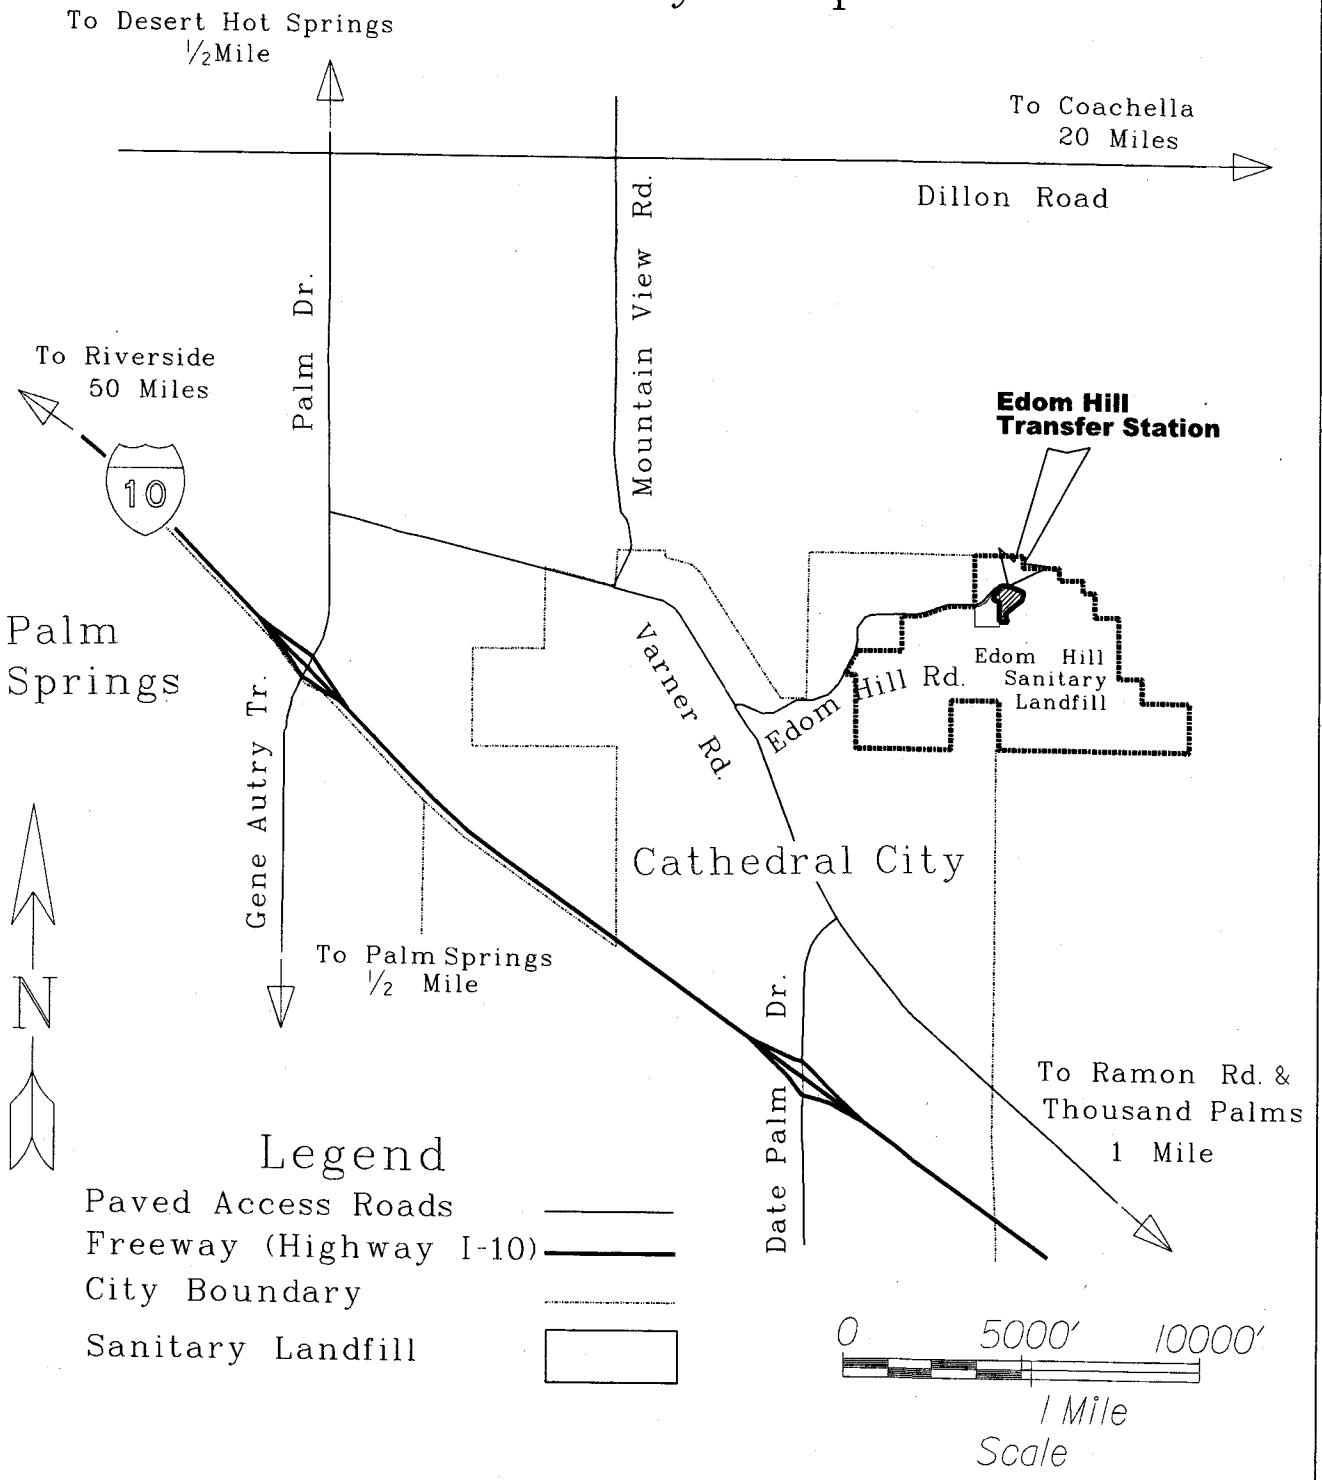 To Desert Hot Springs
1/2 Mile
To Coachella
20 Miles
Dillon Road
Mountain View Rd.
Palm Dr.
To Riverside
50 Miles
10
Edom Hill
Transfer Station
Palm
Springs
Varner Rd.
Edom Hill Rd.
Edom Hill
Sanitary
Landfill
Gene Autry Tr.
Cathedral City
To Palm Springs
1/2 Mile
N
Date Palm Dr.
To Ramon Rd. &
Thousand Palms
1 Mile
Legend
Paved Access Roads
Freeway (Highway I-10)
City Boundary
Sanitary Landfill
0 5000' 10000'
1 Mile
Scale